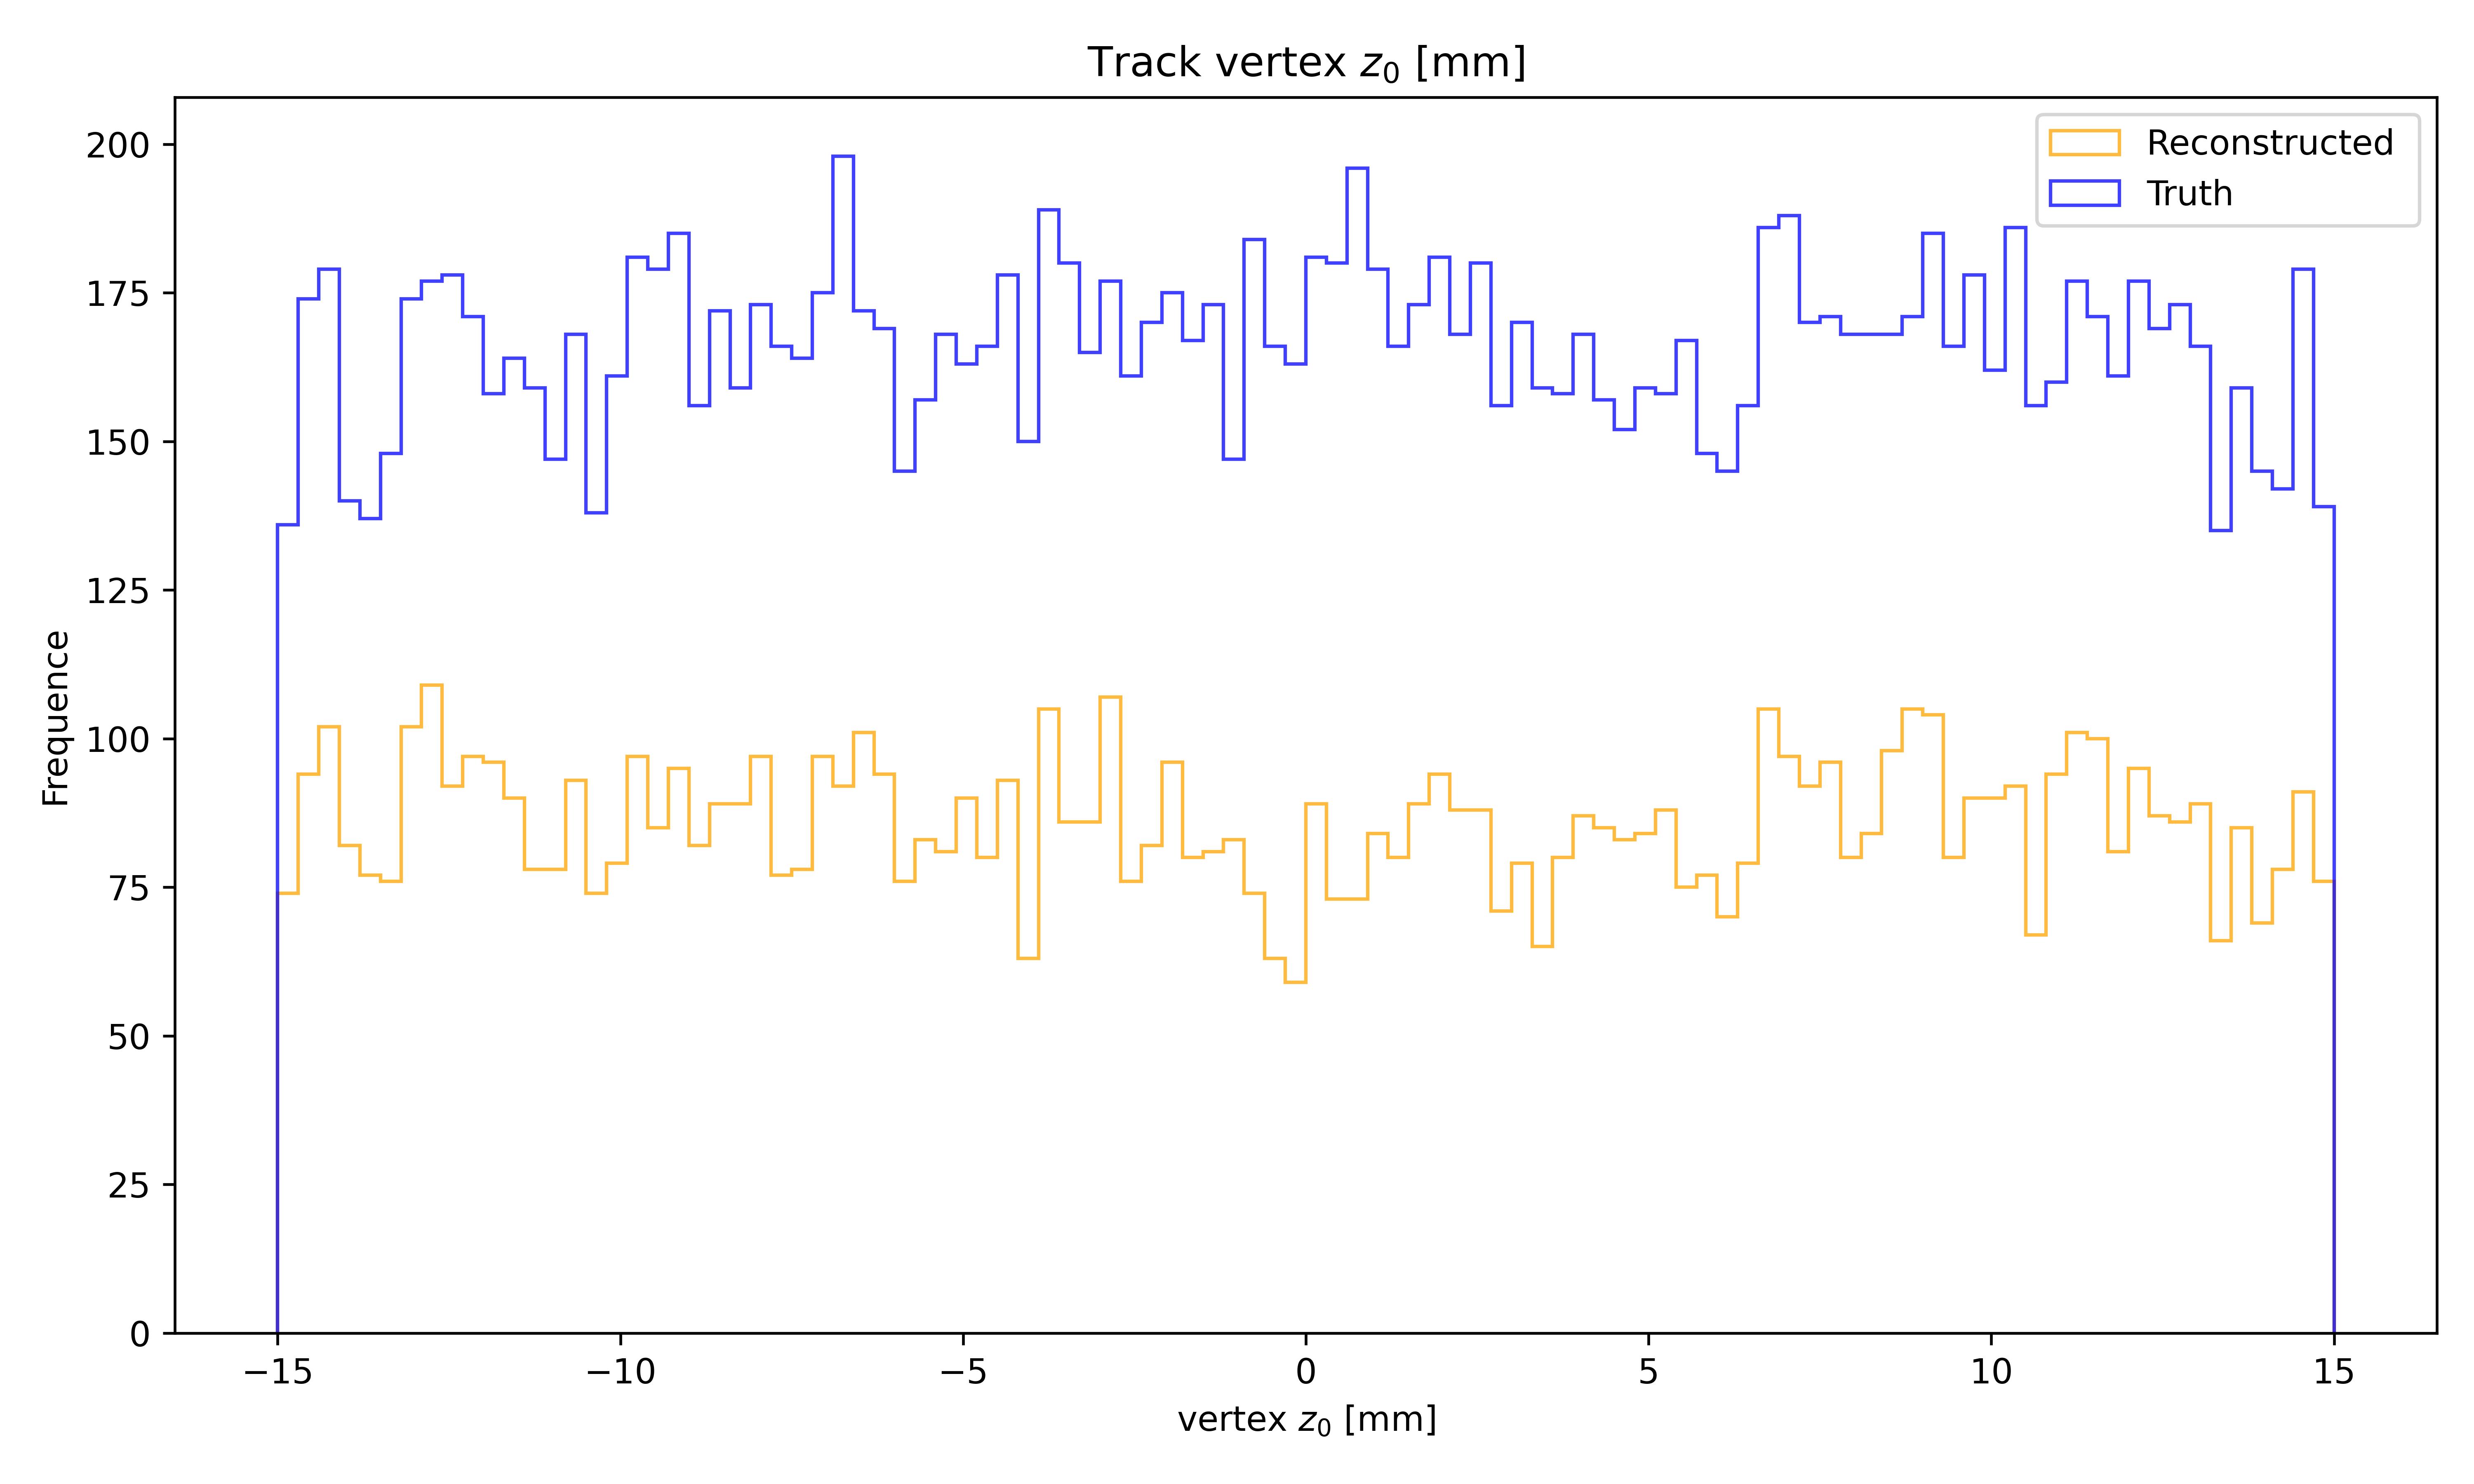 Track vertex z₀ [mm]
Reconstructed
Truth
Frequence
200
175
150
125
100
75
50
25
0
−15 −10 −5 0 5 10 15
vertex z₀ [mm]